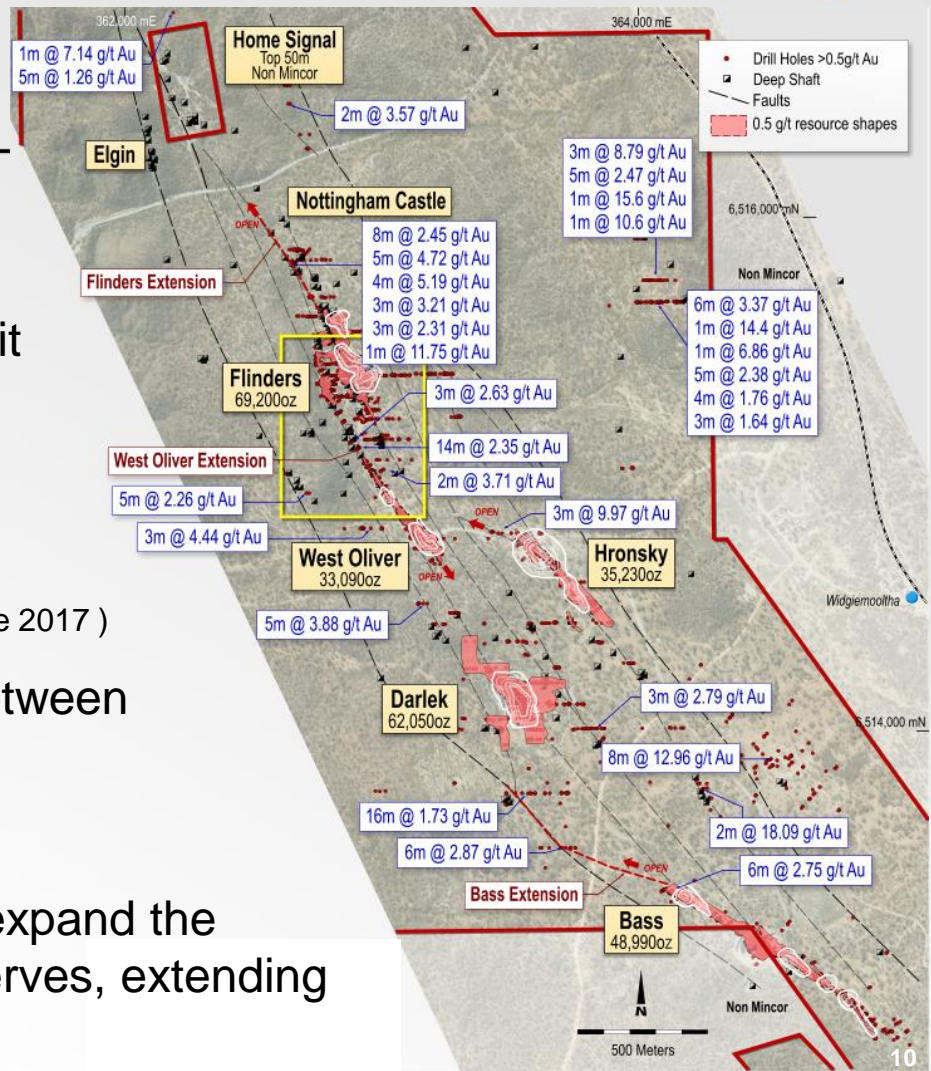 362,000 mE
364,000 mE
1m @ 7.14 g/t Au
5m @ 1.26 g/t Au
Home Signal
Top 50m
Non Mincor
Drill Holes >0.5g/t Au
Deep Shaft
Faults
0.5 g/t resource shapes
2m @ 3.57 g/t Au
Elgin
3m @ 8.79 g/t Au
5m @ 2.47 g/t Au
1m @ 15.6 g/t Au
1m @ 10.6 g/t Au
Nottingham Castle
6,516,000 mN
OPEN
8m @ 2.45 g/t Au
5m @ 4.72 g/t Au
4m @ 5.19 g/t Au
3m @ 3.21 g/t Au
3m @ 2.31 g/t Au
1m @ 11.75 g/t Au
Flinders Extension
Non Mincor
6m @ 3.37 g/t Au
1m @ 14.4 g/t Au
1m @ 6.86 g/t Au
5m @ 2.38 g/t Au
4m @ 1.76 g/t Au
3m @ 1.64 g/t Au
it
Flinders
69,200oz
3m @ 2.63 g/t Au
14m @ 2.35 g/t Au
West Oliver Extension
2m @ 3.71 g/t Au
5m @ 2.26 g/t Au
3m @ 9.97 g/t Au
OPEN
3m @ 4.44 g/t Au
West Oliver
33,090oz
OPEN
Hronsky
35,230oz
Widgiemooltha
e 2017 )
5m @ 3.88 g/t Au
tween
Darlek
62,050oz
3m @ 2.79 g/t Au
6,514,000 mN
8m @ 12.96 g/t Au
16m @ 1.73 g/t Au
2m @ 18.09 g/t Au
6m @ 2.87 g/t Au
OPEN
6m @ 2.75 g/t Au
Bass Extension
expand the
erves, extending
Bass
48,990oz
N
Non Mincor
500 Meters
10